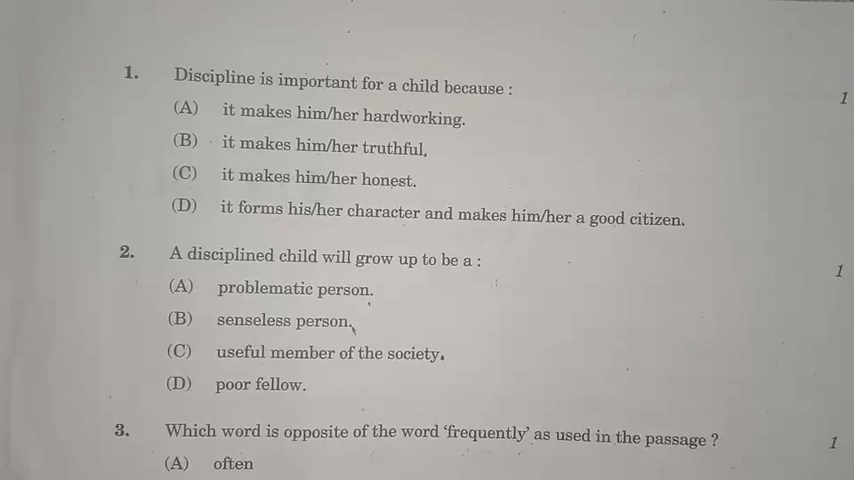 1. Discipline is important for a child because : 1
(A) it makes him/her hardworking.
(B) it makes him/her truthful.
(C) it makes him/her honest.
(D) it forms his/her character and makes him/her a good citizen.
2. A disciplined child will grow up to be a : 1
(A) problematic person.
(B) senseless person.
(C) useful member of the society.
(D) poor fellow.
3. Which word is opposite of the word ‘frequently’ as used in the passage ? 1
(A) often